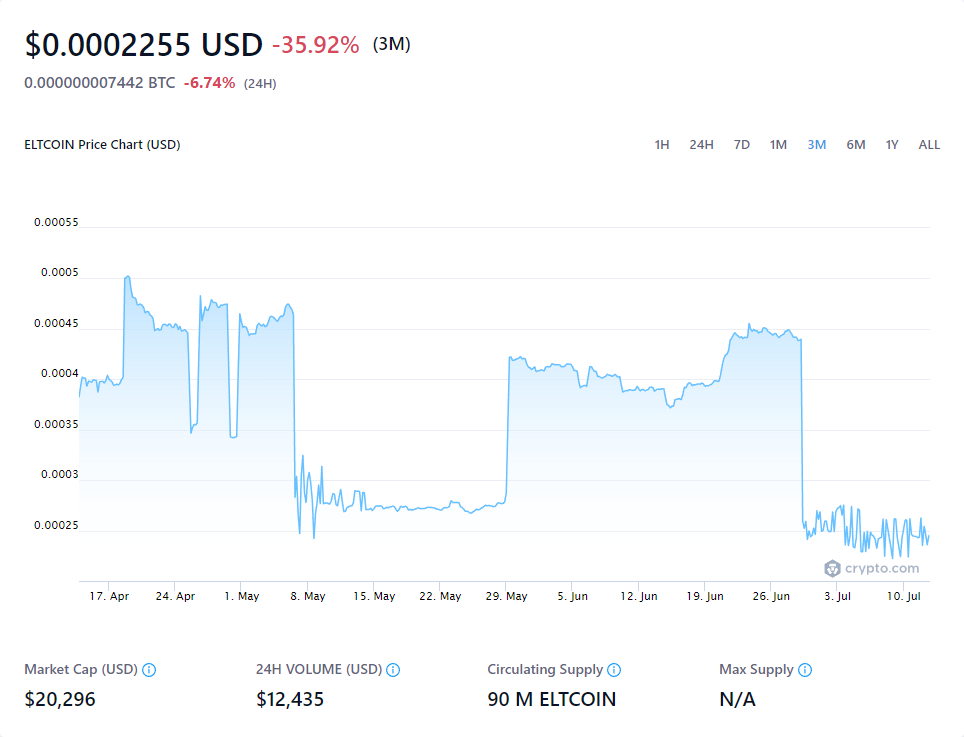 $0.0002255 USD -35.92% (3M)
0.000000007442 BTC -6.74% (24H)
ELTCOIN Price Chart (USD) 1H 24H 7D 1M 3M 6M 1Y ALL
0.00055
0.0005
0.00045
0.0004
0.00035
0.0003
0.00025
crypto.com
17. Apr 24. Apr 1. May 8. May 15. May 22. May 29. May 5. Jun 12. Jun 19. Jun 26. Jun 3. Jul 10. Jul
Market Cap (USD) 24H VOLUME (USD) Circulating Supply Max Supply
$20,296 $12,435 90 M ELTCOIN N/A